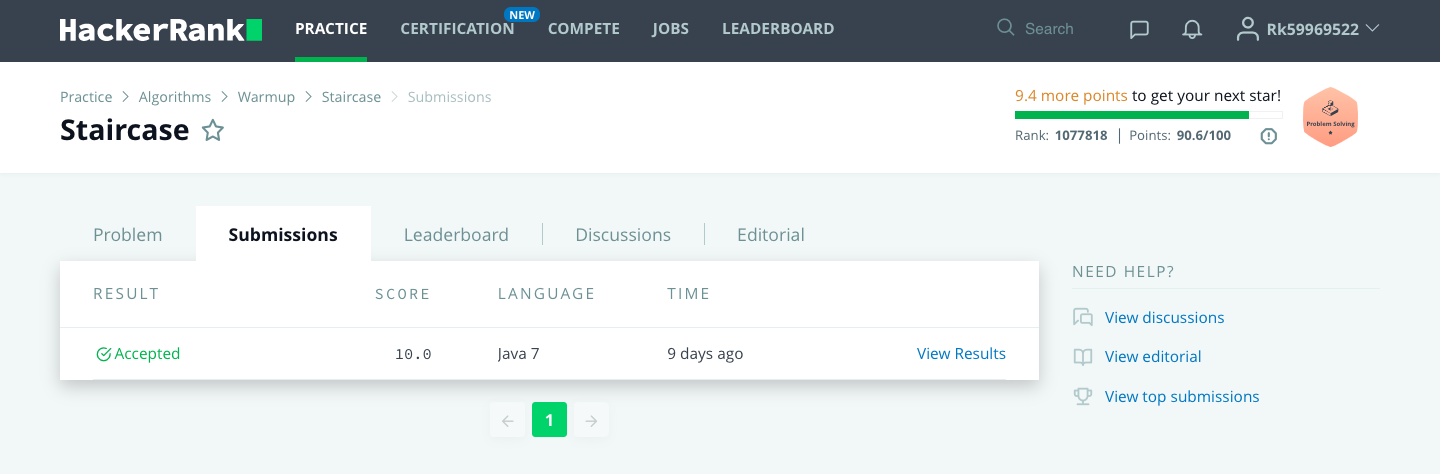 HackerRank PRACTICE CERTIFICATION NEW COMPETE JOBS LEADERBOARD Search Rk59969522
Practice Algorithms Warmup Staircase Submissions
Staircase
9.4 more points to get your next star!
Rank: 1077818 | Points: 90.6/100
Problem Solving
Problem Submissions Leaderboard Discussions Editorial
RESULT SCORE LANGUAGE TIME
Accepted 10.0 Java 7 9 days ago View Results
1
NEED HELP?
View discussions
View editorial
View top submissions